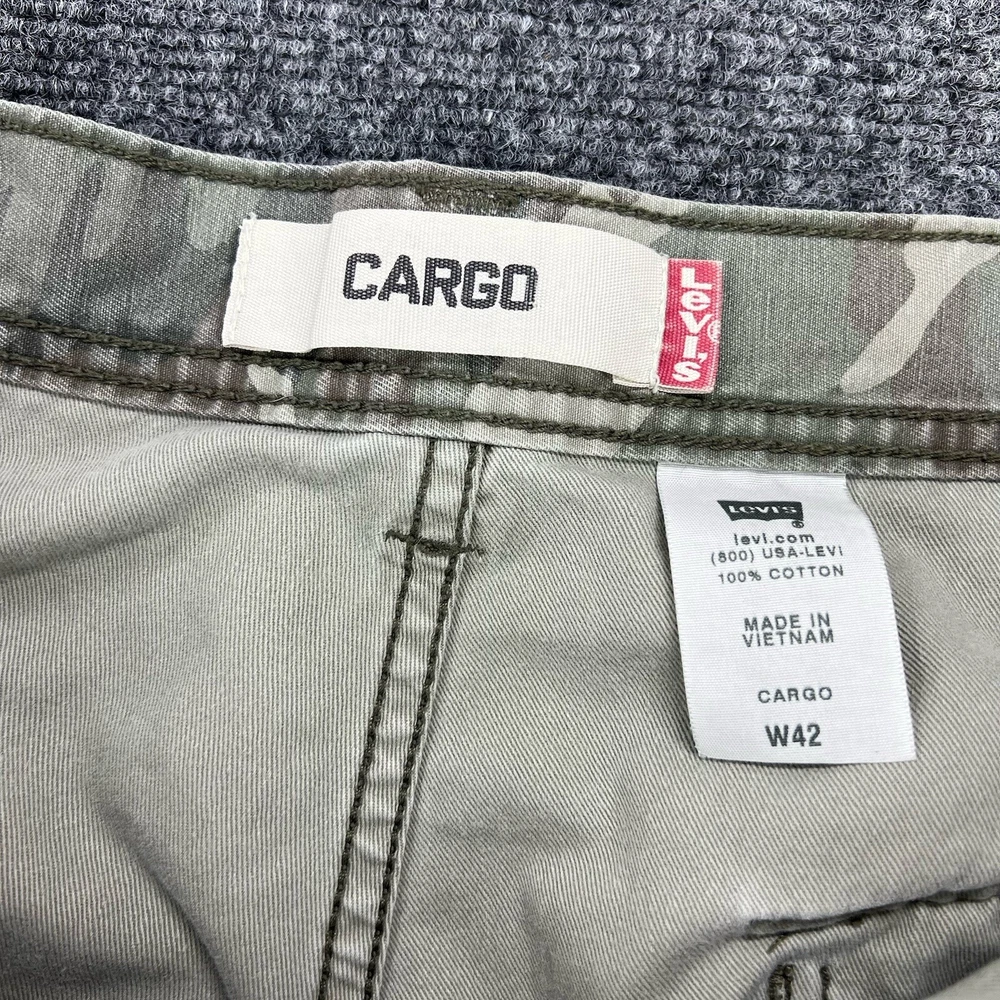 CARGO
Levi's®
Levi's®
levi.com
(800) USA-LEVI
100% COTTON
MADE IN
VIETNAM
CARGO
W42